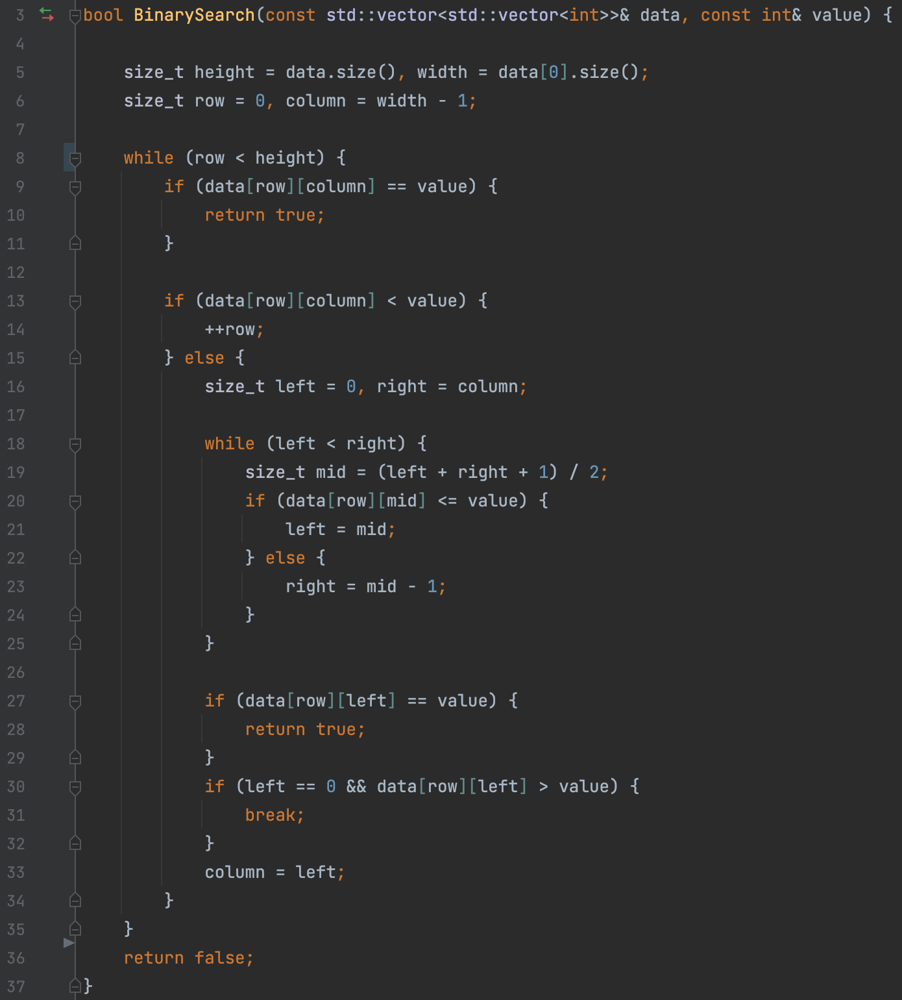 3 bool BinarySearch(const std::vector<std::vector<int>>& data, const int& value) {
4
5     size_t height = data.size(), width = data[0].size();
6     size_t row = 0, column = width - 1;
7
8     while (row < height) {
9         if (data[row][column] == value) {
10             return true;
11         }
12
13         if (data[row][column] < value) {
14             ++row;
15         } else {
16             size_t left = 0, right = column;
17
18             while (left < right) {
19                 size_t mid = (left + right + 1) / 2;
20                 if (data[row][mid] <= value) {
21                     left = mid;
22                 } else {
23                     right = mid - 1;
24                 }
25             }
26
27             if (data[row][left] == value) {
28                 return true;
29             }
30             if (left == 0 && data[row][left] > value) {
31                 break;
32             }
33             column = left;
34         }
35     }
36     return false;
37 }